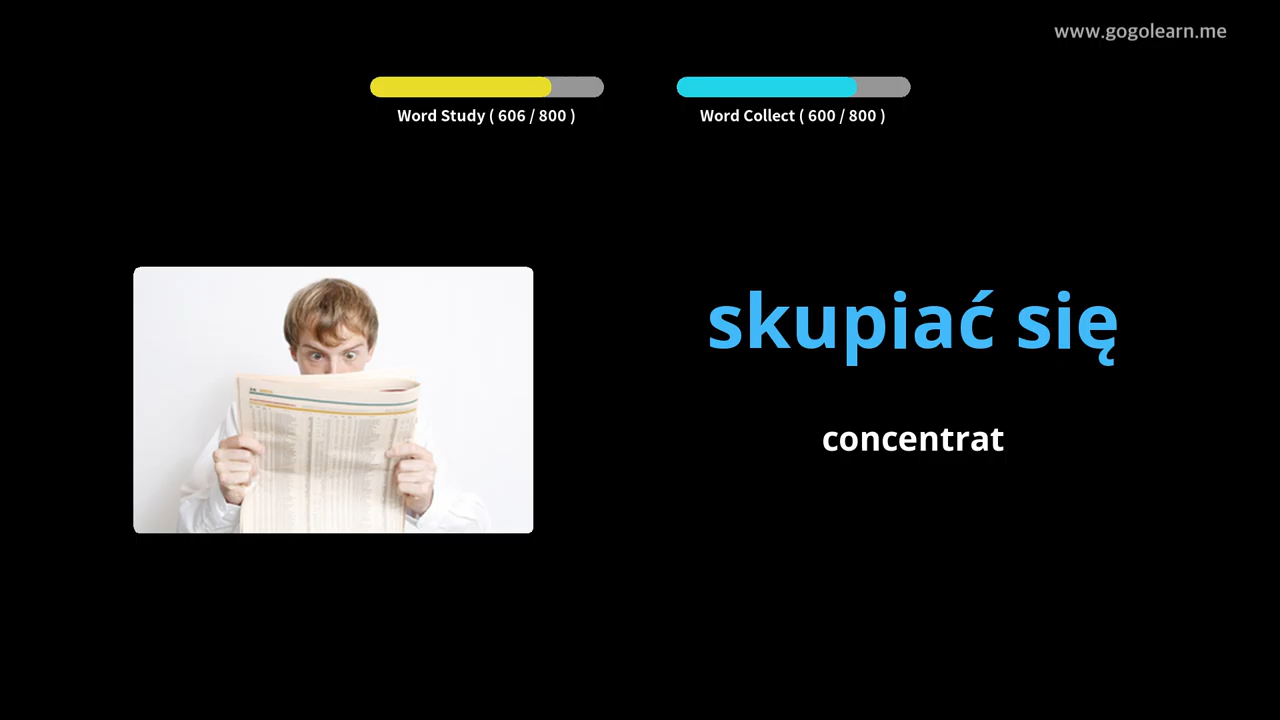 www.gogolearn.me
Word Study ( 606 / 800 )
Word Collect ( 600 / 800 )
skupiać się
concentrat